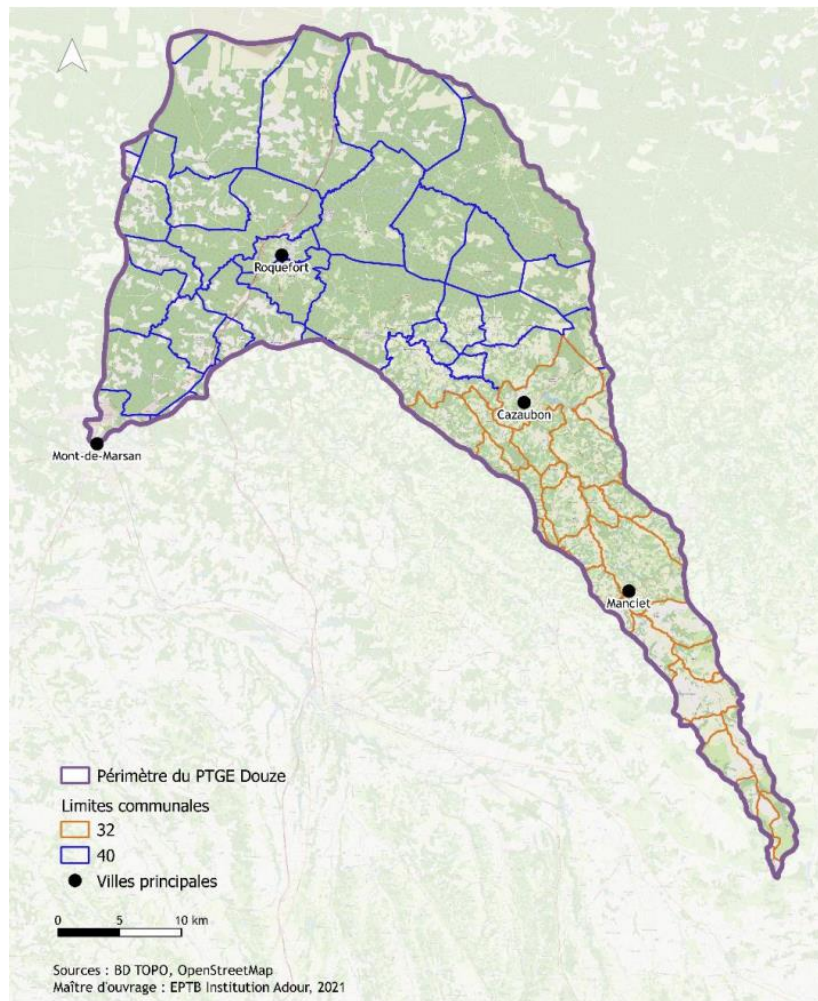 Roquefort
Cazaubon
Mont-de-Marsan
Manciet
Périmètre du PTGE Douze
Limites communales
32
40
Villes principales
0 5 10 km
Sources : BD TOPO, OpenStreetMap
Maître d'ouvrage : EPTB Institution Adour, 2021